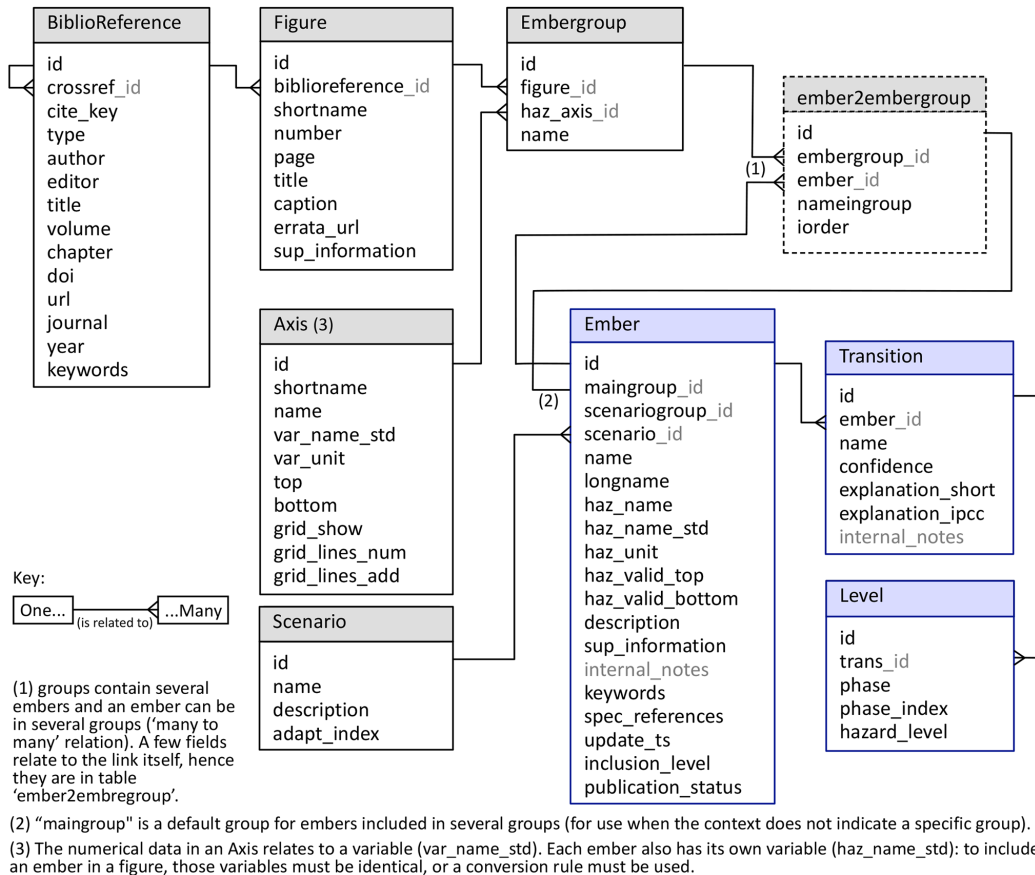 BiblioReference
id
crossref_id
cite_key
type
author
editor
title
volume
chapter
doi
url
journal
year
keywords
Figure
id
biblioreference_id
shortname
number
page
title
caption
errata_url
sup_information
Embergroup
id
figure_id
haz_axis_id
name
ember2embergroup
id
embergroup_id
ember_id
nameingroup
iorder
(1)
Axis (3)
id
shortname
name
var_name_std
var_unit
top
bottom
grid_show
grid_lines_num
grid_lines_add
Scenario
id
name
description
adapt_index
(2)
Ember
id
maingroup_id
scenariogroup_id
scenario_id
name
longname
haz_name
haz_name_std
haz_unit
haz_valid_top
haz_valid_bottom
description
sup_information
internal_notes
keywords
spec_references
update_ts
inclusion_level
publication_status
Transition
id
ember_id
name
confidence
explanation_short
explanation_ipcc
internal_notes
Level
id
trans_id
phase
phase_index
hazard_level
Key:
One...
(is related to)
...Many
(1) groups contain several
embers and an ember can be
in several groups (‘many to
many’ relation). A few fields
relate to the link itself, hence
they are in table
‘ember2embregroup’.
(2) “maingroup" is a default group for embers included in several groups (for use when the context does not indicate a specific group).
(3) The numerical data in an Axis relates to a variable (var_name_std). Each ember also has its own variable (haz_name_std): to include
an ember in a figure, those variables must be identical, or a conversion rule must be used.